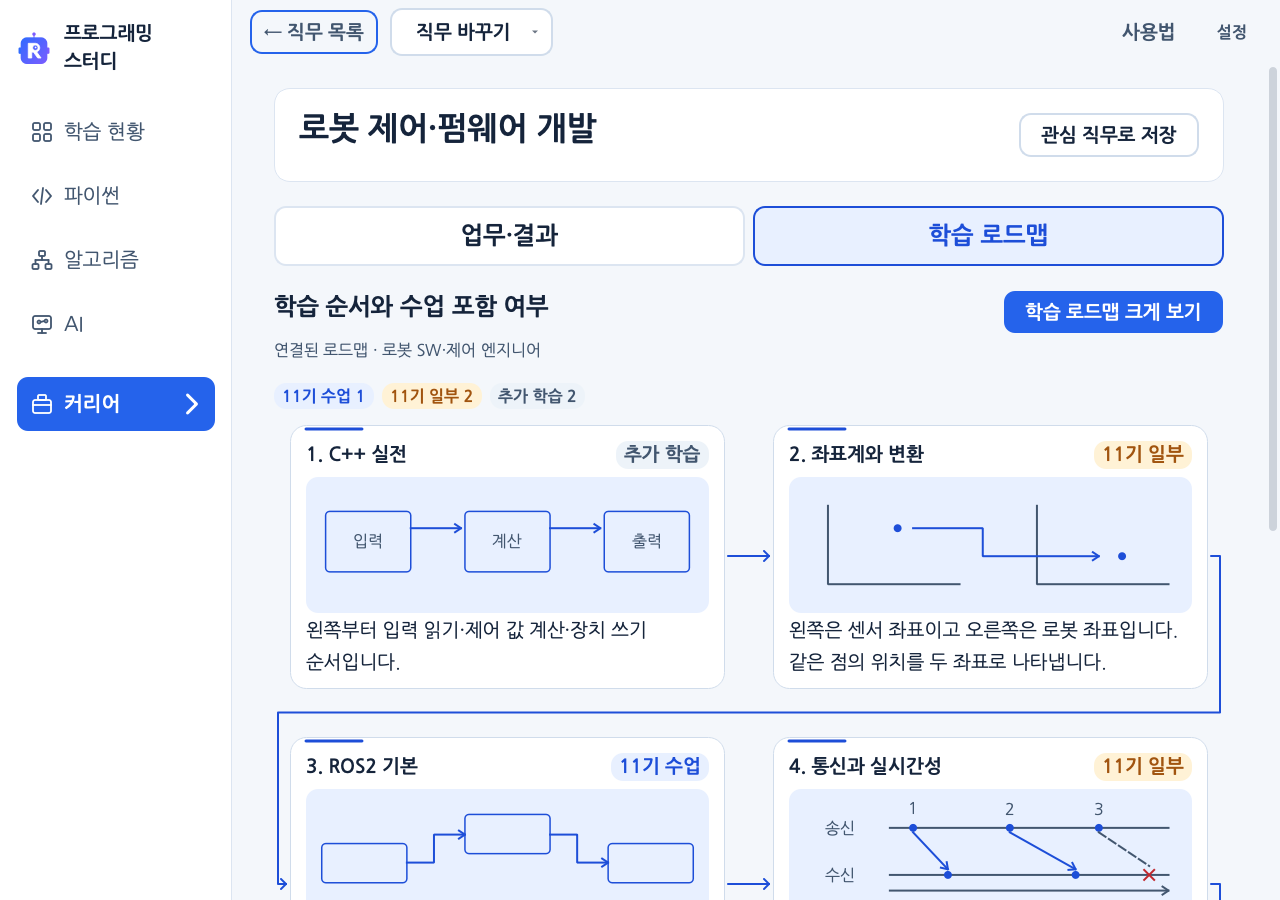 프로그래밍
스터디
학습 현황
파이썬
알고리즘
AI
커리어
← 직무 목록
직무 바꾸기
사용법
설정
로봇 제어·펌웨어 개발
관심 직무로 저장
업무·결과
학습 로드맵
학습 순서와 수업 포함 여부
학습 로드맵 크게 보기
연결된 로드맵 · 로봇 SW·제어 엔지니어
11기 수업 1
11기 일부 2
추가 학습 2
1. C++ 실전
추가 학습
입력
계산
출력
왼쪽부터 입력 읽기·제어 값 계산·장치 쓰기
순서입니다.
2. 좌표계와 변환
11기 일부
왼쪽은 센서 좌표이고 오른쪽은 로봇 좌표입니다.
같은 점의 위치를 두 좌표로 나타냅니다.
3. ROS2 기본
11기 수업
4. 통신과 실시간성
11기 일부
1
2
3
송신
수신